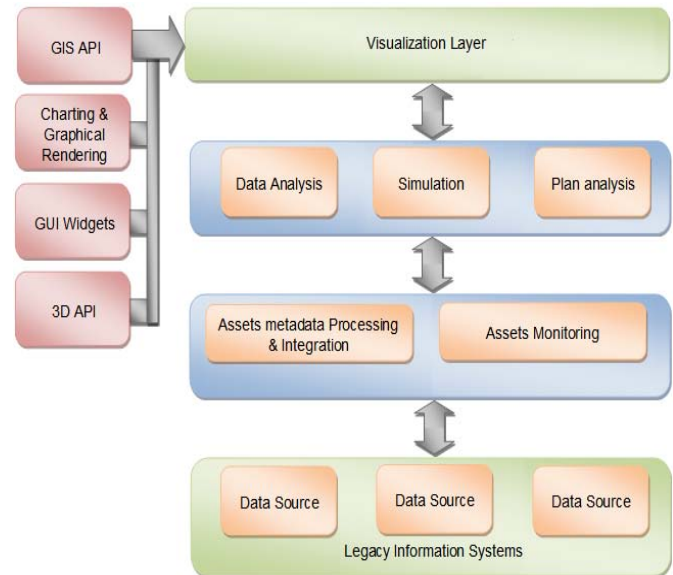 GIS API
Charting &
Graphical
Rendering
GUI Widgets
3D API
Visualization Layer
Data Analysis
Simulation
Plan analysis
Assets metadata Processing
& Integration
Assets Monitoring
Data Source
Data Source
Data Source
Legacy Information Systems